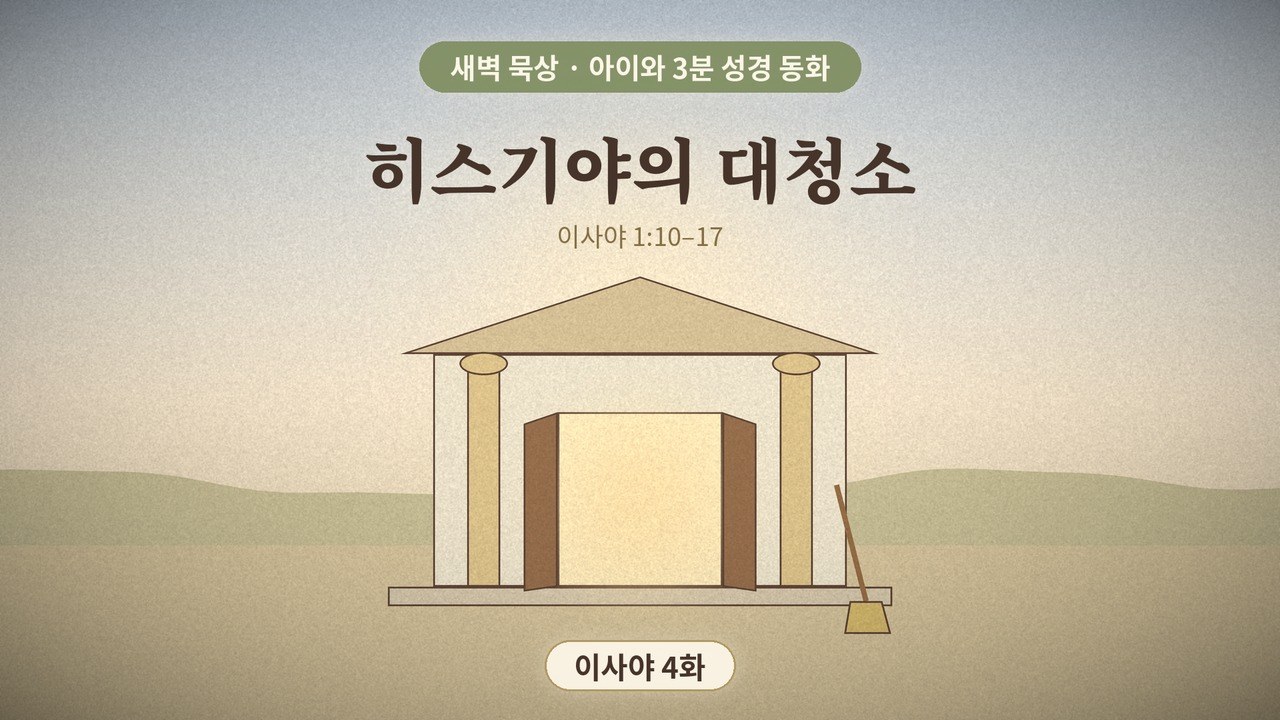 새벽 묵상 · 아이와 3분 성경 동화
히스기야의 대청소
이사야 1:10–17
이사야 4화